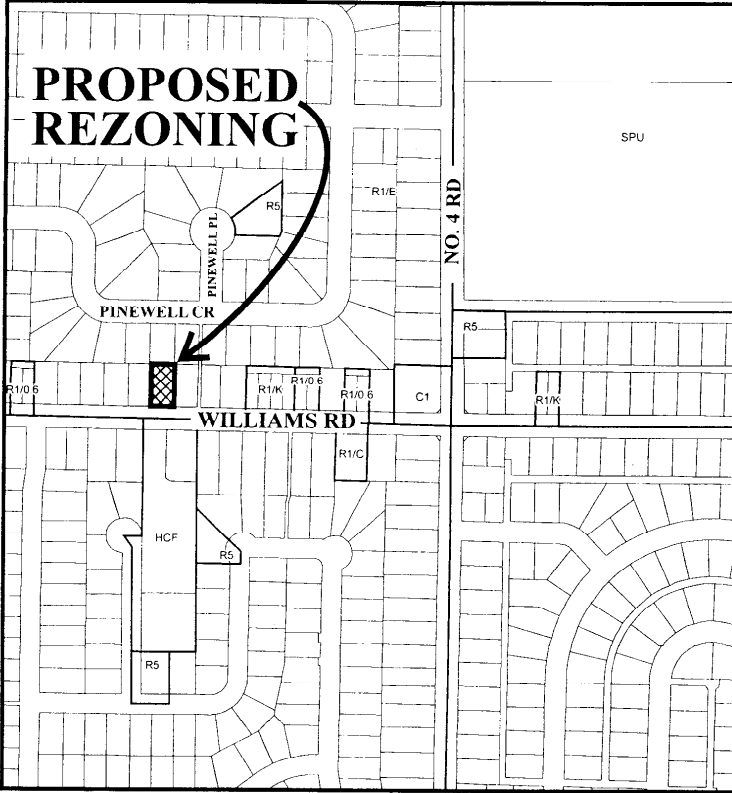 PROPOSED
REZONING
SPU
R1/E
R5
NO. 4 RD
PINEWELL PL
PINEWELL CR
R5
R1/0.6
R1/K
R1/0.6
R1/0.6
C1
R1/K
WILLIAMS RD
R1/C
HCF
R5
R5